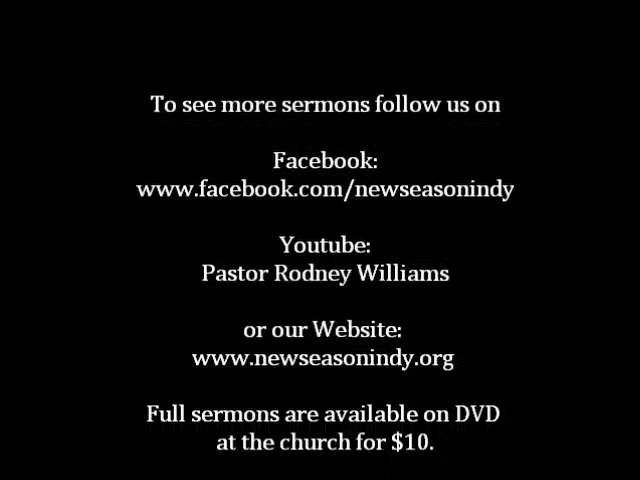 To see more sermons follow us on
Facebook:
www.facebook.com/newseasonindy
Youtube:
Pastor Rodney Williams
or our Website:
www.newseasonindy.org
Full sermons are available on DVD
at the church for $10.